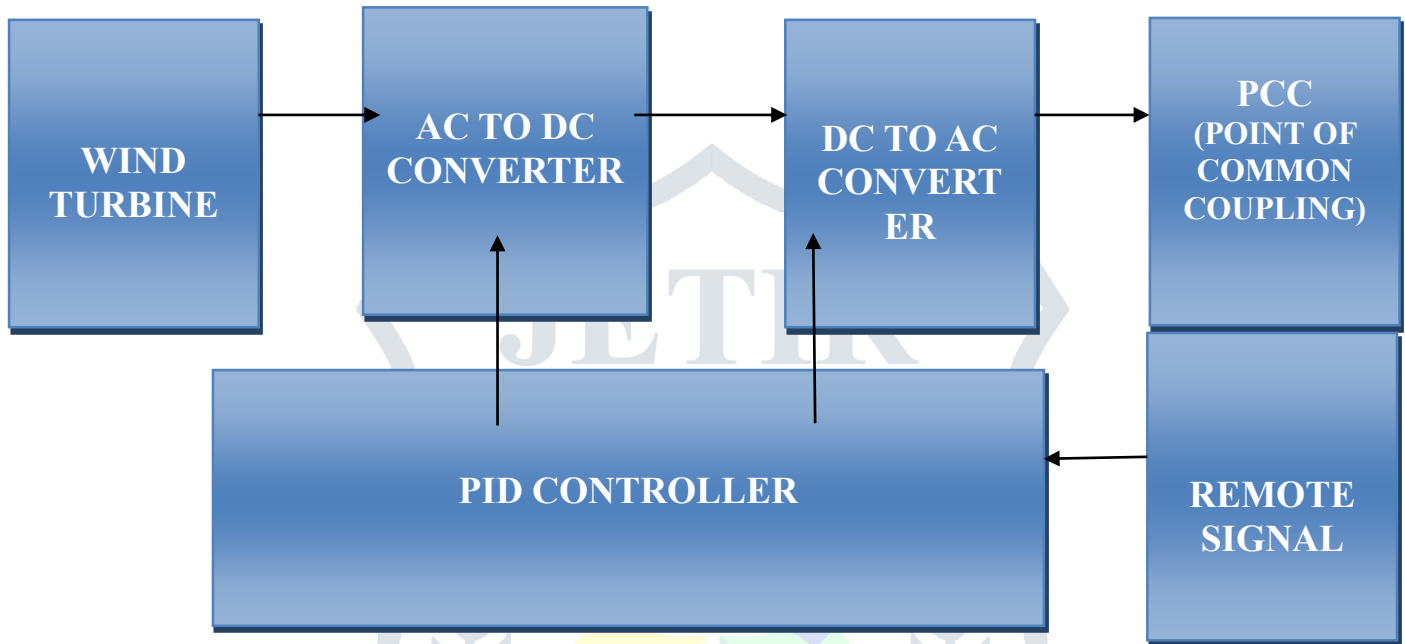 WIND
TURBINE
AC TO DC
CONVERTER
DC TO AC
CONVERT
ER
PCC
(POINT OF
COMMON
COUPLING)
JETIR
PID CONTROLLER
REMOTE
SIGNAL